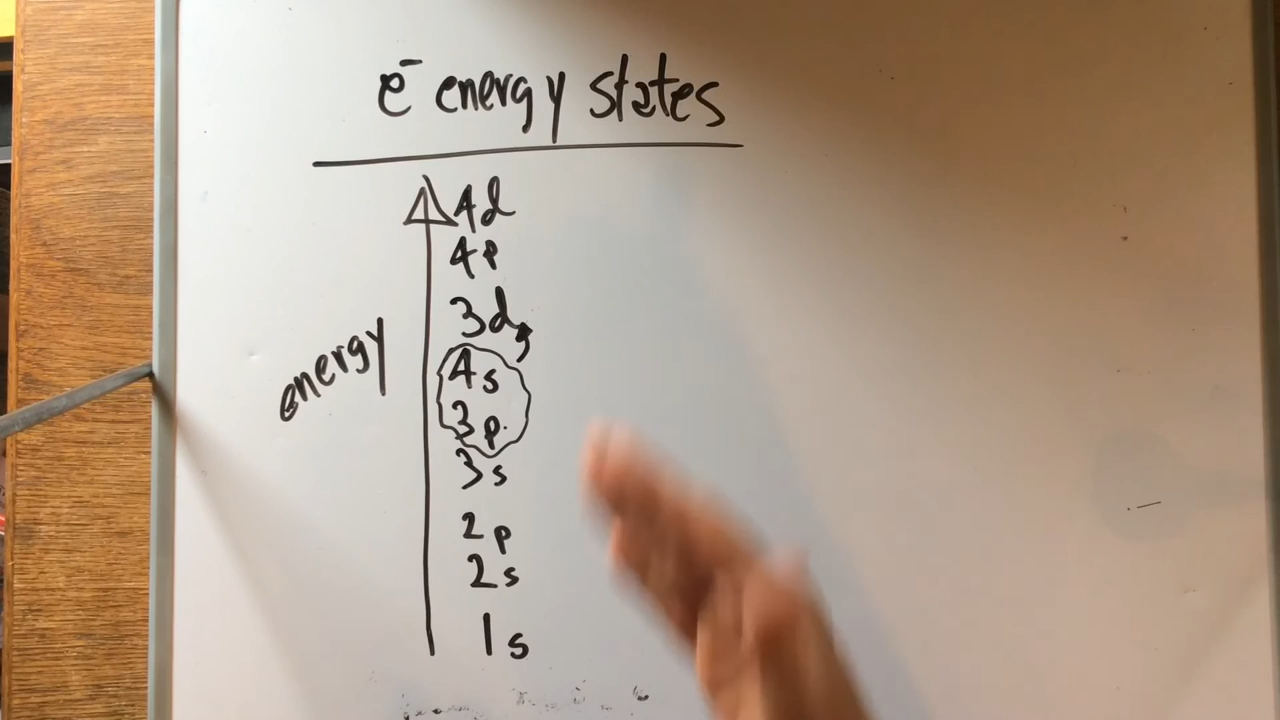 e⁻ energy states
4d
4p
3d
energy
4s
3p
3s
2p
2s
1s